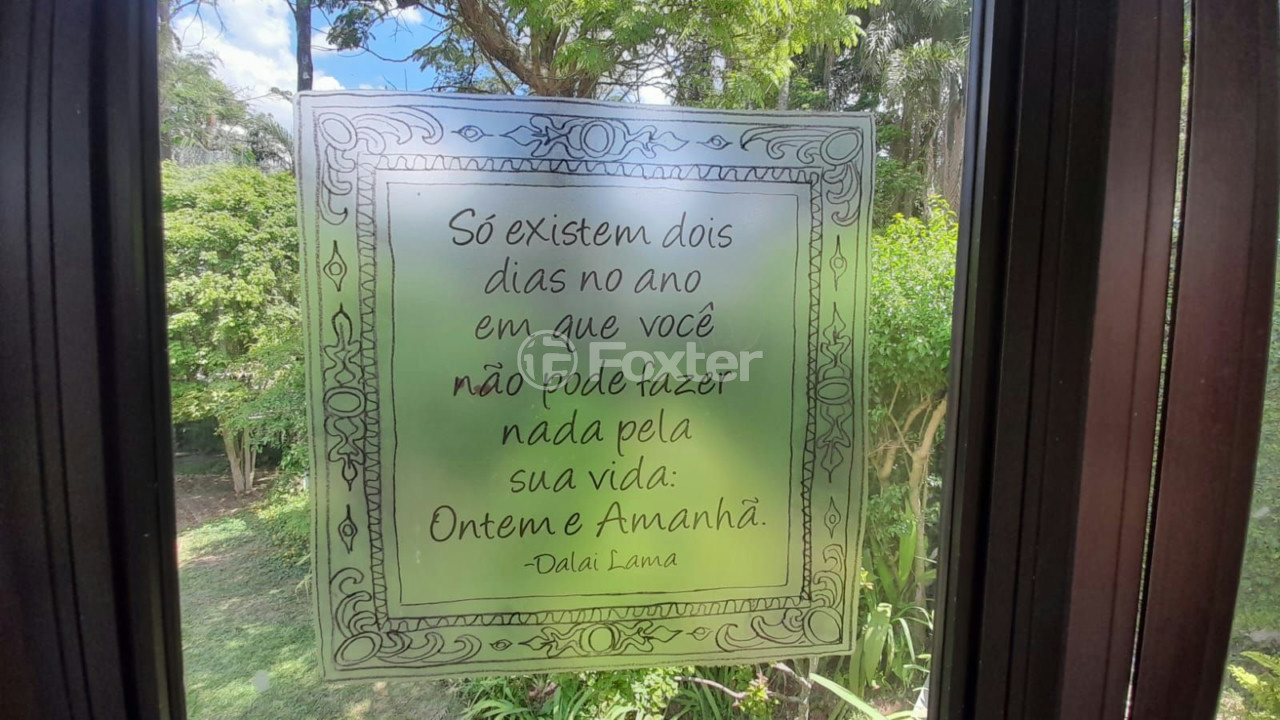 Só existem dois
dias no ano
em que você
Foxter
não pode fazer
nada pela
sua vida:
Ontem e Amanhã.
-Dalai Lama